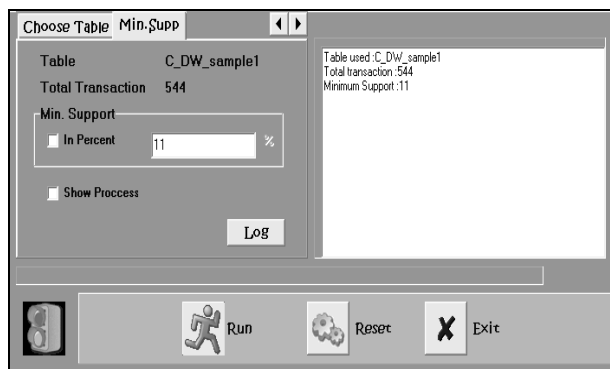 Choose Table Min.Supp
Table C_DW_sample1
Total Transaction 544
Min. Support
In Percent 11 %
Show Proccess
Log
Table used :C_DW_sample1
Total transaction :544
Minimum Support :11
Run Reset Exit